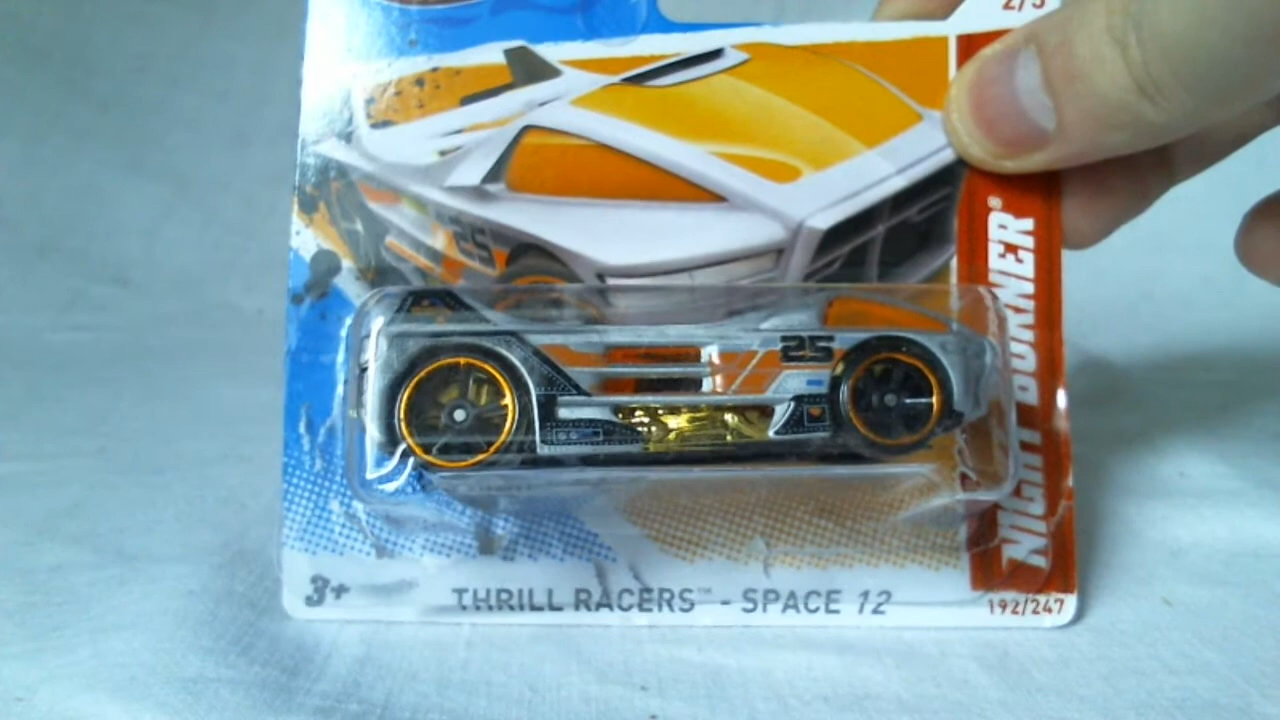 2/5
NIGHT BURNER®
25
25
3+
THRILL RACERS™ - SPACE 12
192/247